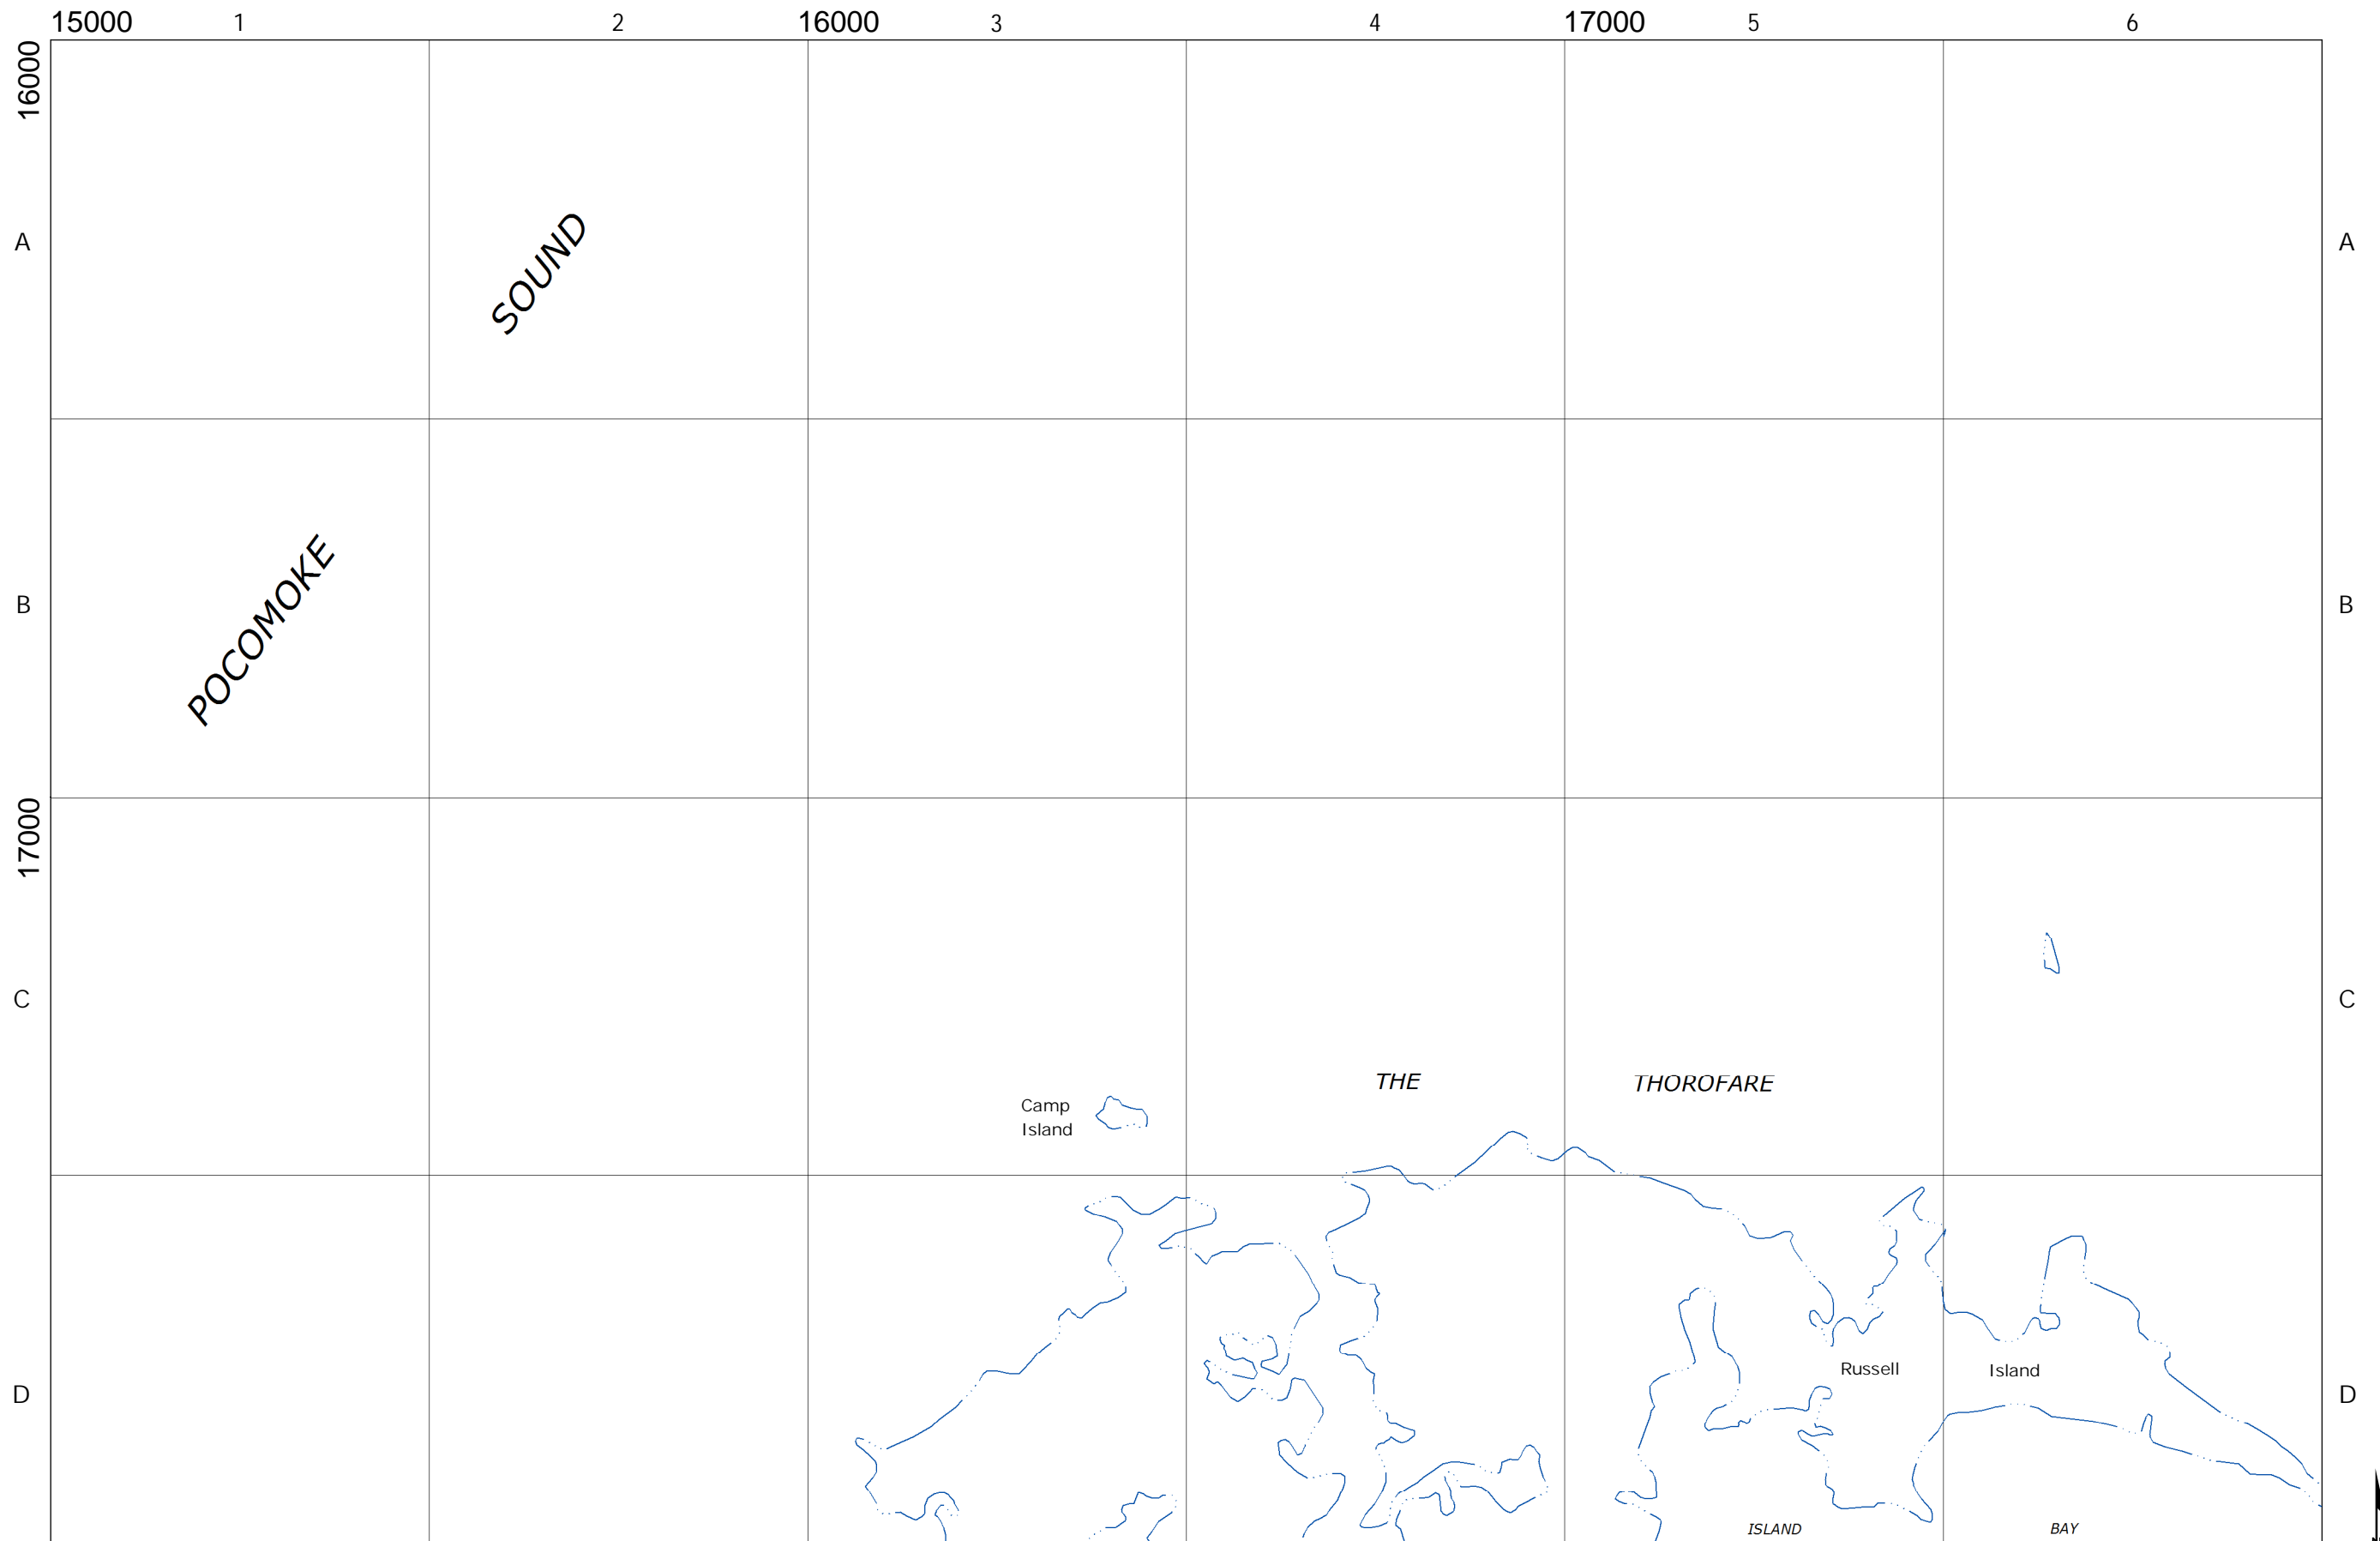 15000 1 2 16000 3 4 17000 5 6
16000
A A
SOUND
POCOMOKE
B B
17000
C C
THE THOROFARE
Camp
Island
Russell Island
D D
ISLAND BAY